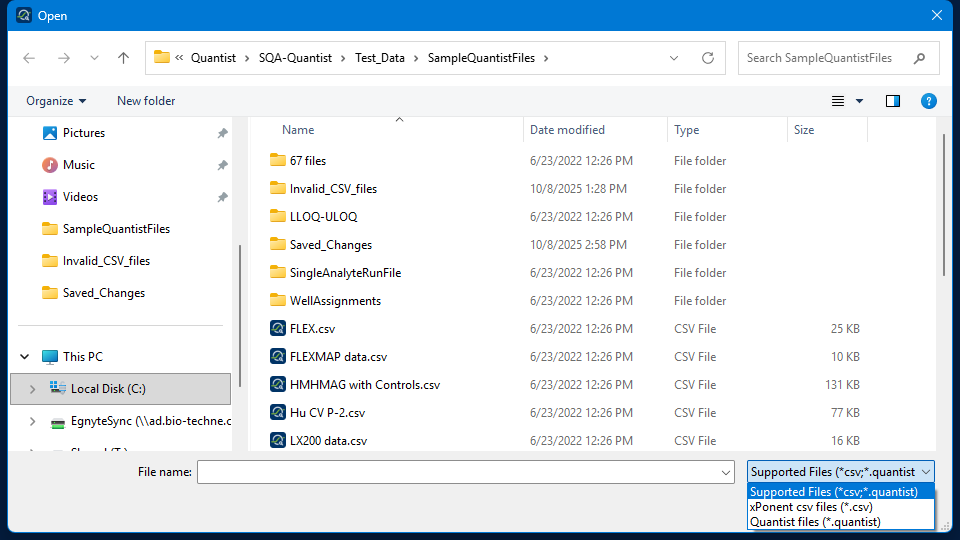 Open
« Quantist › SQA-Quantist › Test_Data › SampleQuantistFiles ›
Search SampleQuantistFiles
Organize
New folder
?
Pictures
Music
Videos
SampleQuantistFiles
Invalid_CSV_files
Saved_Changes
This PC
Local Disk (C:)
EgnyteSync (\\ad.bio-techne.c
Name Date modified Type Size
67 files 6/23/2022 12:26 PM File folder
Invalid_CSV_files 10/8/2025 1:28 PM File folder
LLOQ-ULOQ 6/23/2022 12:26 PM File folder
Saved_Changes 10/8/2025 2:58 PM File folder
SingleAnalyteRunFile 6/23/2022 12:26 PM File folder
WellAssignments 6/23/2022 12:26 PM File folder
FLEX.csv 6/23/2022 12:26 PM CSV File 25 KB
FLEXMAP data.csv 6/23/2022 12:26 PM CSV File 10 KB
HMHMAG with Controls.csv 6/23/2022 12:26 PM CSV File 131 KB
Hu CV P-2.csv 6/23/2022 12:26 PM CSV File 77 KB
LX200 data.csv 6/23/2022 12:26 PM CSV File 16 KB
File name:
Supported Files (*csv;*.quantist
Supported Files (*csv;*.quantist)
xPonent csv files (*.csv)
Quantist files (*.quantist)